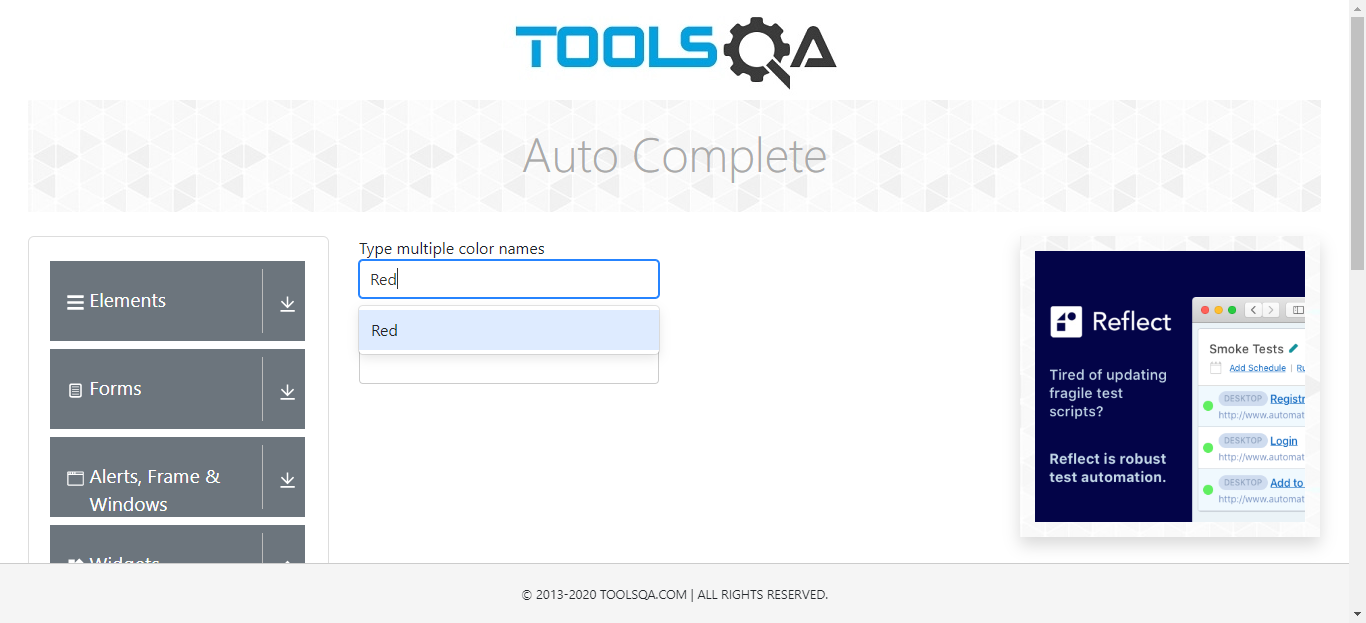 TOOLSQA
Auto Complete
Elements
Forms
Alerts, Frame &
Windows
Widgets
Type multiple color names
Red
Red
Reflect
Tired of updating
fragile test
scripts?
Reflect is robust
test automation.
Smoke Tests
Add Schedule |
DESKTOP Registr
http://www.automat
DESKTOP Login
http://www.automat
DESKTOP Add to
http://www.automat
© 2013-2020 TOOLSQA.COM | ALL RIGHTS RESERVED.